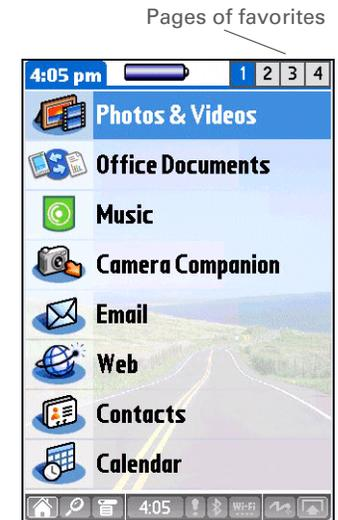 Pages of favorites
4:05 pm 1 2 3 4
Photos & Videos
Office Documents
Music
Camera Companion
Email
Web
Contacts
Calendar
4:05 Wi-Fi